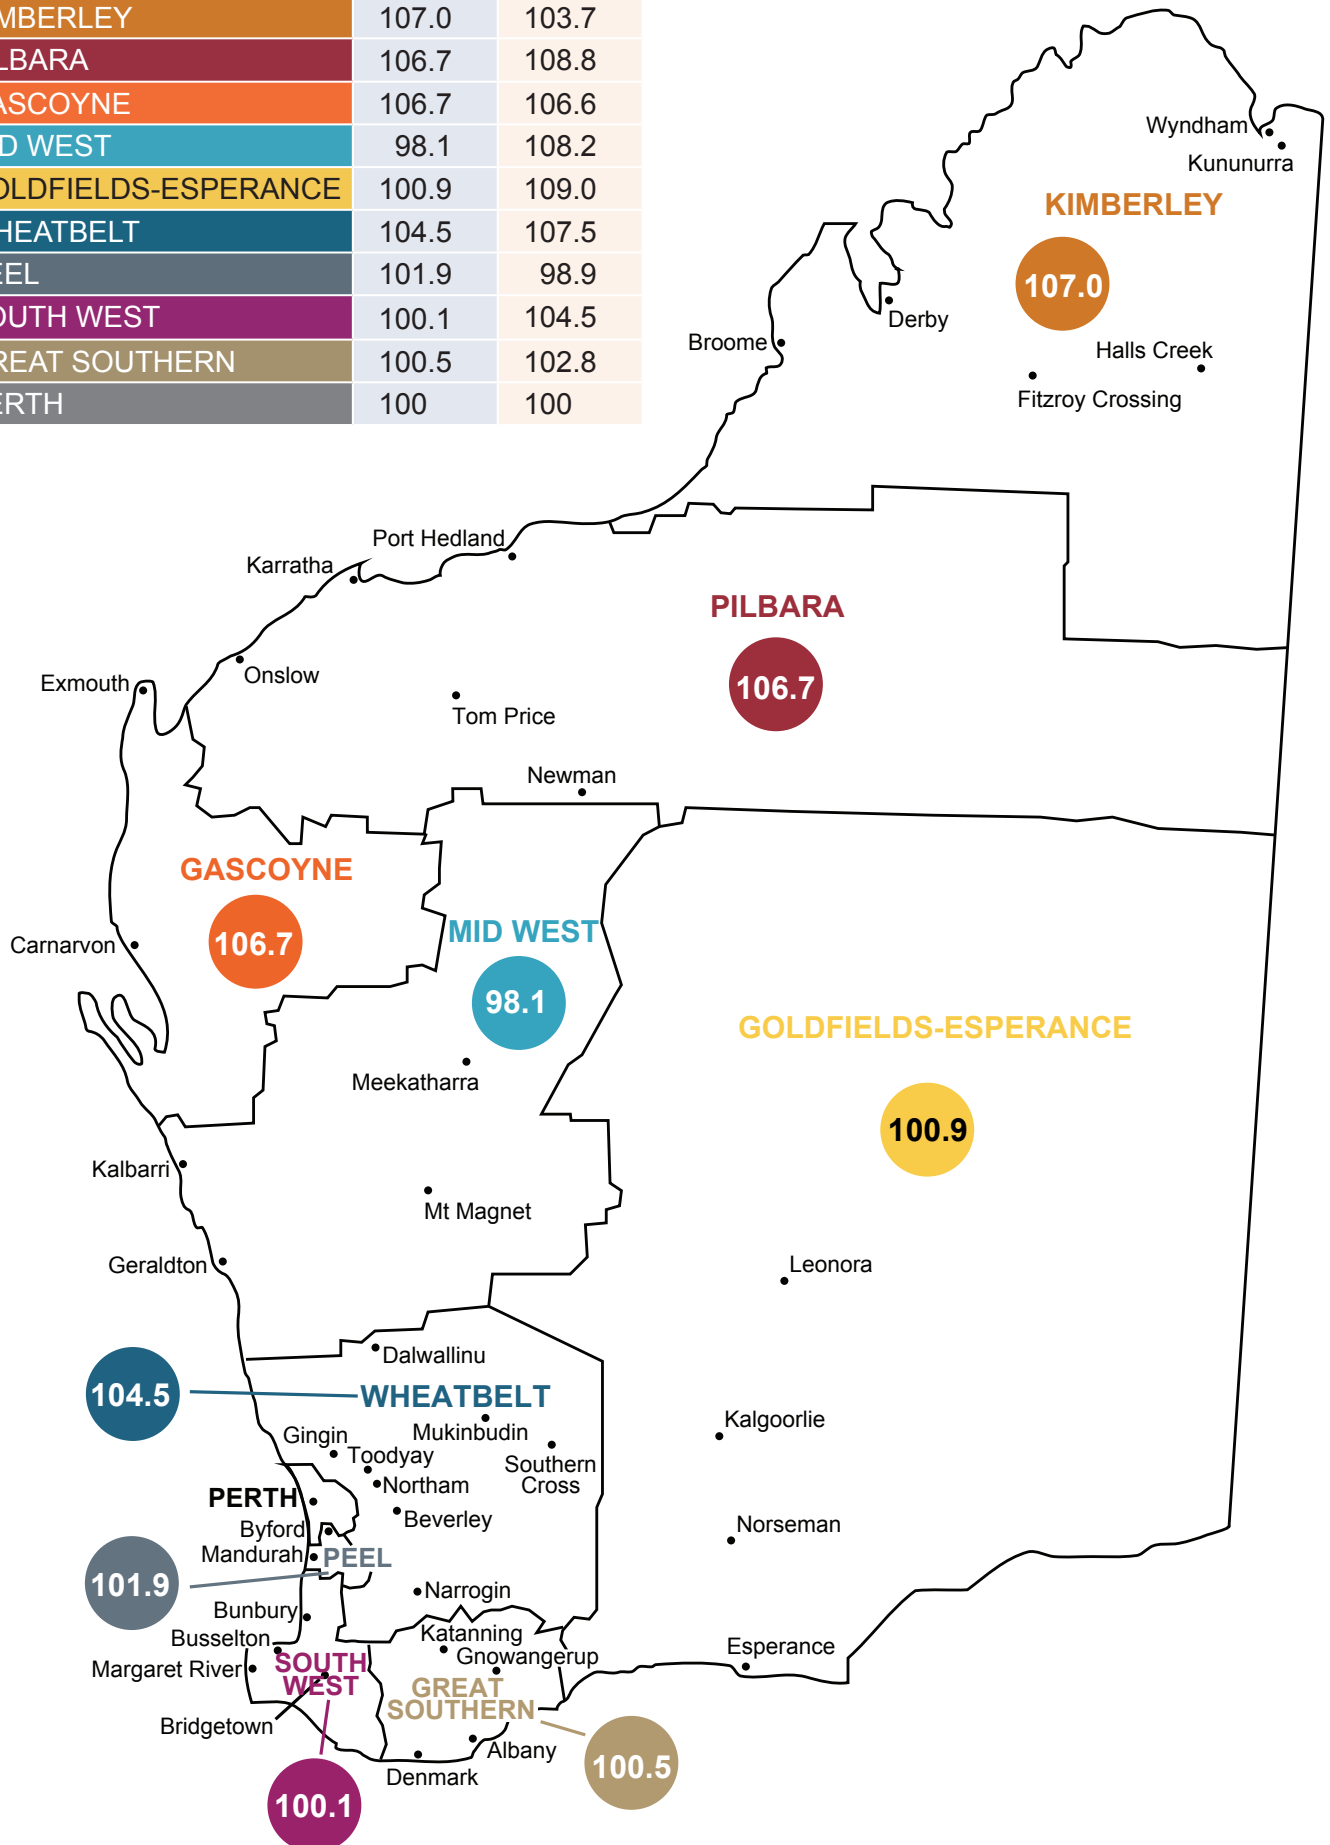 MBERLEY 107.0 103.7
LBARA 106.7 108.8
ASCOYNE 106.7 106.6
D WEST 98.1 108.2
OLDFIELDS-ESPERANCE 100.9 109.0
HEATBELT 104.5 107.5
EEL 101.9 98.9
OUTH WEST 100.1 104.5
REAT SOUTHERN 100.5 102.8
ERTH 100 100
Wyndham
Kununurra
KIMBERLEY
107.0
Derby
Broome
Halls Creek
Fitzroy Crossing
Port Hedland
Karratha
PILBARA
106.7
Onslow
Exmouth
Tom Price
Newman
GASCOYNE
106.7
Carnarvon
MID WEST
98.1
GOLDFIELDS-ESPERANCE
100.9
Meekatharra
Kalbarri
Mt Magnet
Geraldton
Leonora
Dalwallinu
104.5
WHEATBELT
Mukinbudin
Kalgoorlie
Gingin
Toodyay
Southern
Cross
Northam
PERTH
Beverley
Byford
Norseman
Mandurah
PEEL
101.9
Narrogin
Bunbury
Katanning
Busselton
Gnowangerup
Esperance
Margaret River
SOUTH
WEST
GREAT
SOUTHERN
Bridgetown
Albany
100.5
Denmark
100.1